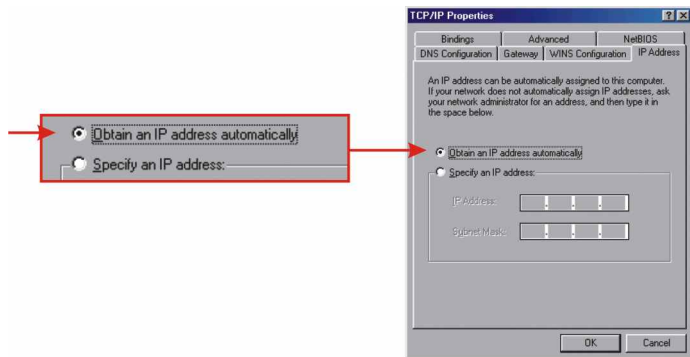 TCP/IP Properties
Bindings Advanced NetBIOS
DNS Configuration Gateway WINS Configuration IP Address
An IP address can be automatically assigned to this computer.
If your network does not automatically assign IP addresses, ask
your network administrator for an address, and then type it in
the space below.
Obtain an IP address automatically
Specify an IP address:
Obtain an IP address automatically
Specify an IP address:
IP Address:
Subnet Mask:
OK Cancel